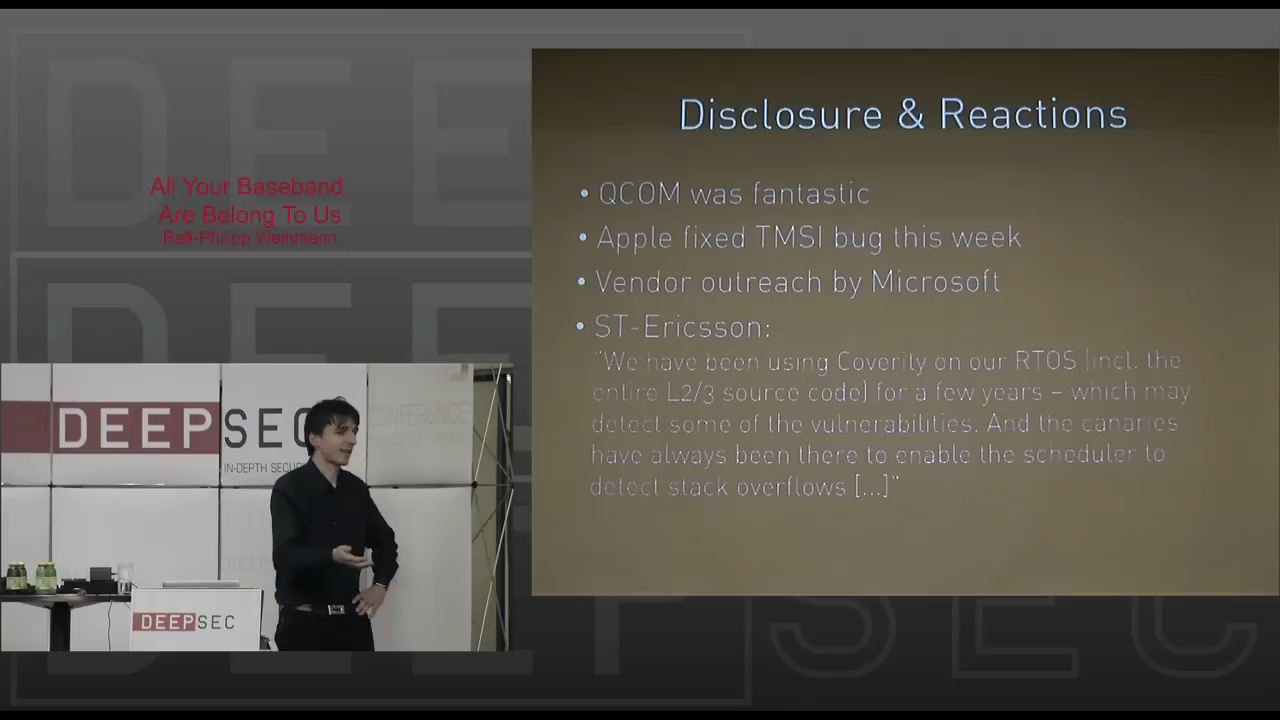 All Your Baseband
Are Belong To Us
Ralf-Philipp Weinmann
Disclosure & Reactions
• QCOM was fantastic
• Apple fixed TMSI bug this week
• Vendor outreach by Microsoft
• ST-Ericsson:
"We have been using Coverity on our RTOS (incl. the
entire L2/3 source code) for a few years – which may
detect some of the vulnerabilities. And the canaries
have always been there to enable the scheduler to
detect stack overflows [...]"
DEEPSEC
CONFERENCE
IN-DEPTH SECU
DEEPSEC
DEEPSEC